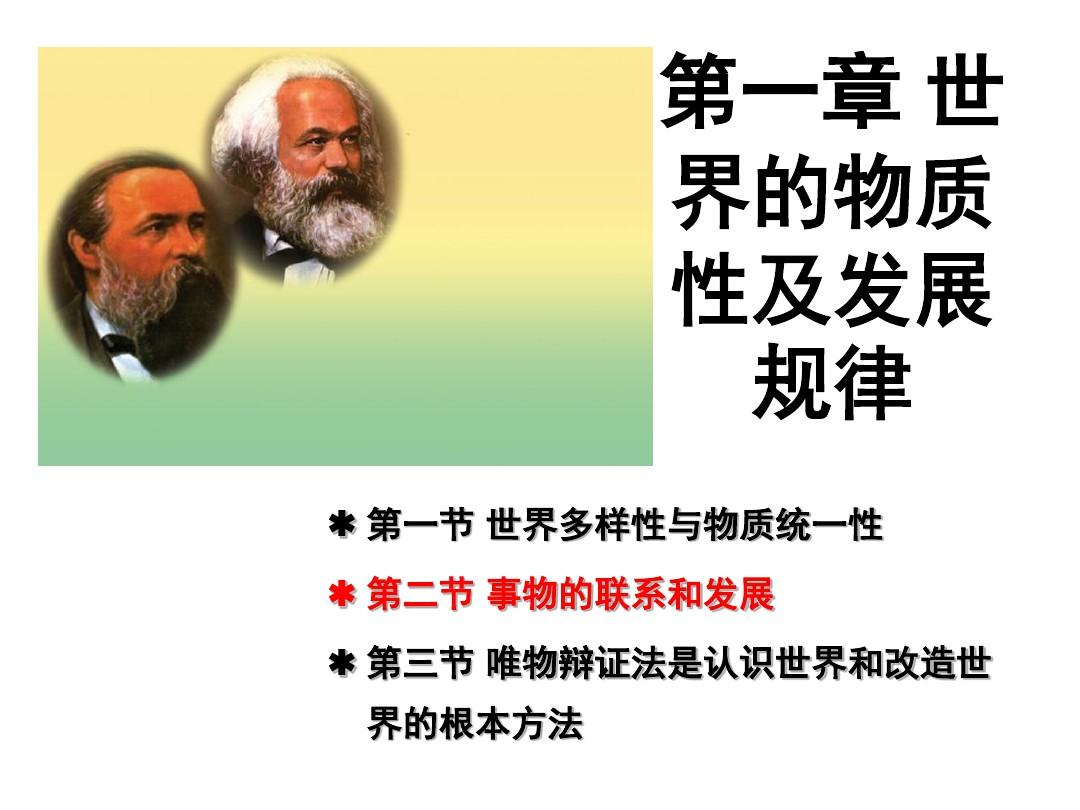 第一章 世
界的物质
性及发展
规律
✱ 第一节 世界多样性与物质统一性
✱ 第二节 事物的联系和发展
✱ 第三节 唯物辩证法是认识世界和改造世
界的根本方法